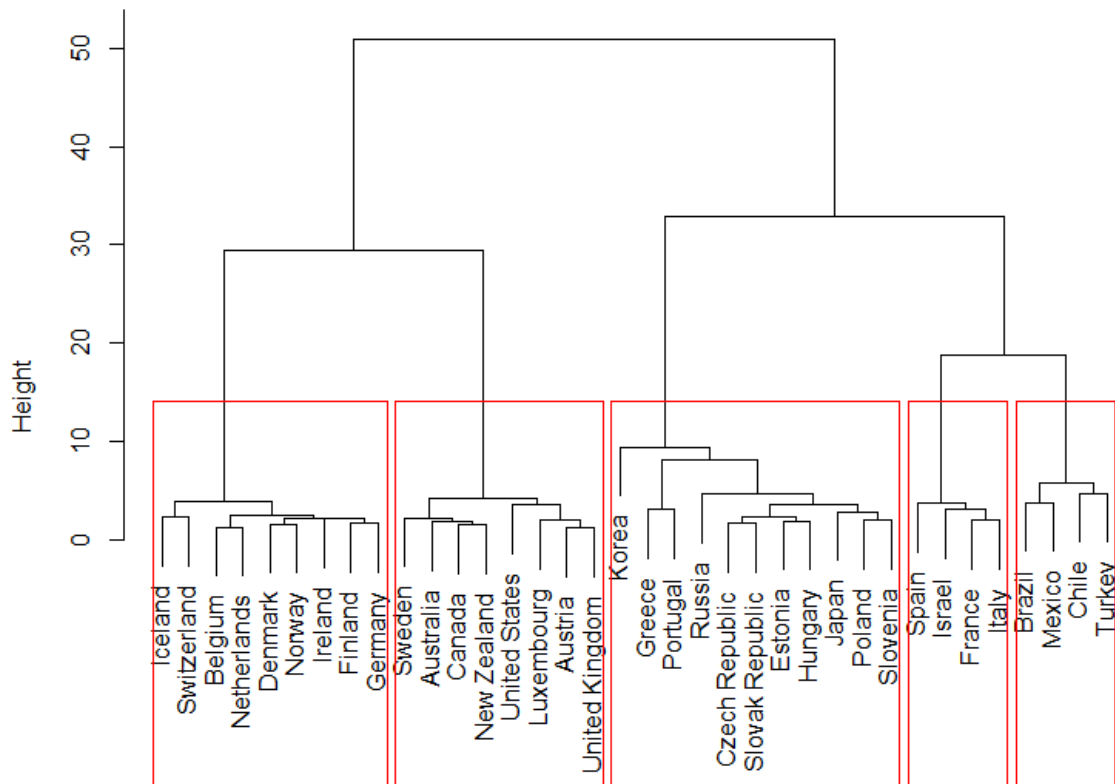 50
40
30
20
10
0
Height
Iceland
Switzerland
Belgium
Netherlands
Denmark
Norway
Ireland
Finland
Germany
Sweden
Australia
Canada
New Zealand
United States
Luxembourg
Austria
United Kingdom
Korea
Greece
Portugal
Russia
Czech Republic
Slovak Republic
Estonia
Hungary
Japan
Poland
Slovenia
Spain
Israel
France
Italy
Brazil
Mexico
Chile
Turkey